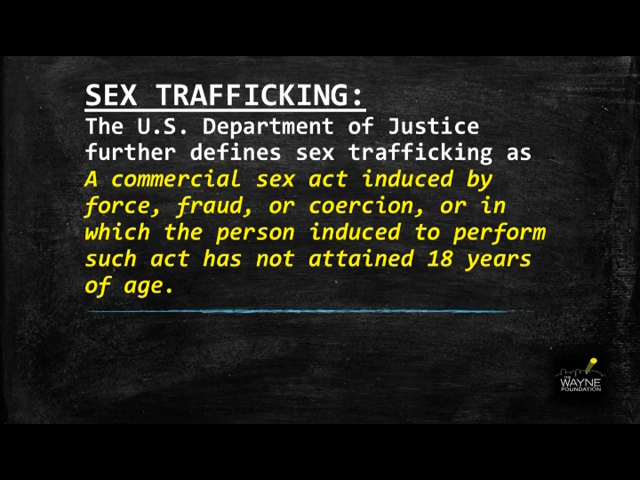 SEX TRAFFICKING:
The U.S. Department of Justice
further defines sex trafficking as
A commercial sex act induced by
force, fraud, or coercion, or in
which the person induced to perform
such act has not attained 18 years
of age.
THE
WAYNE
FOUNDATION